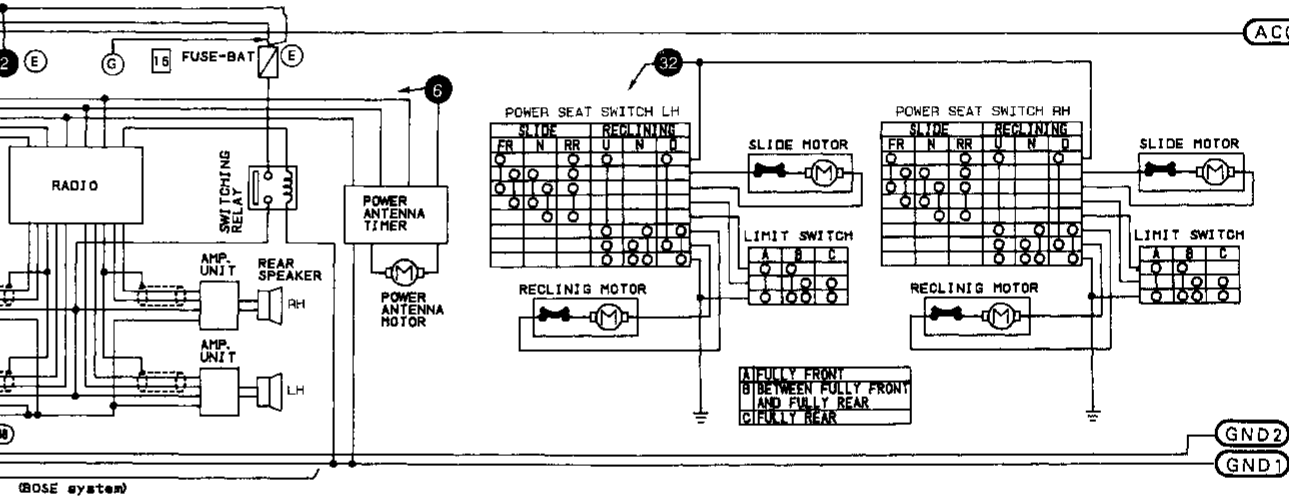 ACC
2
E
G
15 FUSE-BAT
E
6
32
RADIO
SWITCHING
RELAY
POWER
ANTENNA
TIMER
M
POWER
ANTENNA
MOTOR
AMP.
UNIT
REAR
SPEAKER
RH
AMP.
UNIT
LH
POWER SEAT SWITCH LH
SLIDE RECLINING
FR N RR U N D
SLIDE MOTOR
M
LIMIT SWITCH
A B C
RECLINIG MOTOR
M
POWER SEAT SWITCH RH
SLIDE RECLINING
FR N RR U N D
SLIDE MOTOR
M
LIMIT SWITCH
A B C
RECLINIG MOTOR
M
A FULLY FRONT
B BETWEEN FULLY FRONT
AND FULLY REAR
C FULLY REAR
GND2
GND1
(BOSE system)